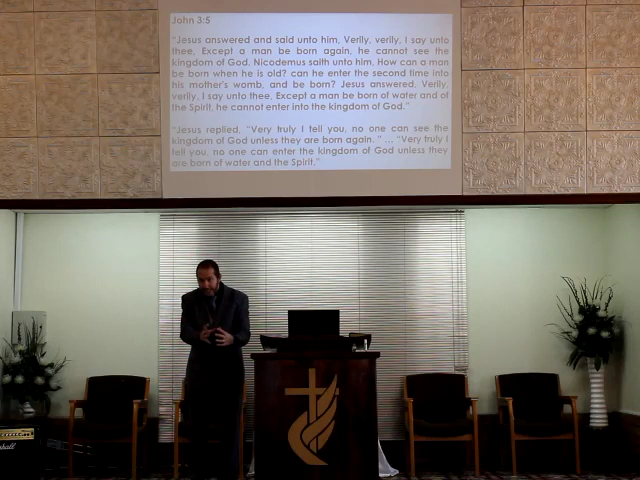 John 3:5
"Jesus answered and said unto him, Verily, verily, I say unto
thee, Except a man be born again, he cannot see the
kingdom of God. Nicodemus saith unto him, How can a man
be born when he is old? can he enter the second time into
his mother's womb, and be born? Jesus answered, Verily,
verily, I say unto thee, Except a man be born of water and of
the Spirit, he cannot enter into the kingdom of God."
"Jesus replied, "Very truly I tell you, no one can see the
kingdom of God unless they are born again. " ... "Very truly I
tell you, no one can enter the kingdom of God unless they
are born of water and the Spirit."
Marshall